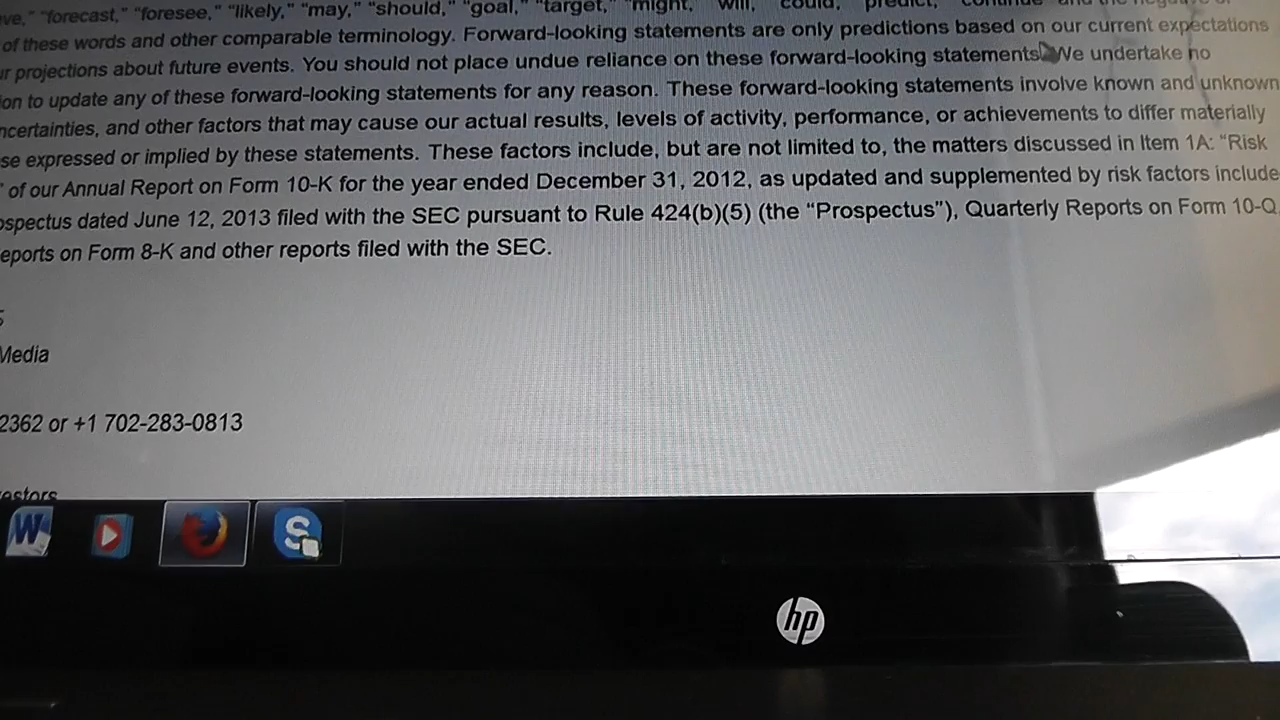 “forecast,” “foresee,” “likely,” “may,” “should,” “goal,” “target,” “might, will, could, predict,
of these words and other comparable terminology. Forward-looking statements are only predictions based on our current expectations
projections about future events. You should not place undue reliance on these forward-looking statements. We undertake no
to update any of these forward-looking statements for any reason. These forward-looking statements involve known and unknown
ncertainties, and other factors that may cause our actual results, levels of activity, performance, or achievements to differ materially
se expressed or implied by these statements. These factors include, but are not limited to, the matters discussed in Item 1A: “Risk
of our Annual Report on Form 10-K for the year ended December 31, 2012, as updated and supplemented by risk factors include
ospectus dated June 12, 2013 filed with the SEC pursuant to Rule 424(b)(5) (the “Prospectus”), Quarterly Reports on Form 10-Q
eports on Form 8-K and other reports filed with the SEC.
Media
2362 or +1 702-283-0813
estors
W
S
hp